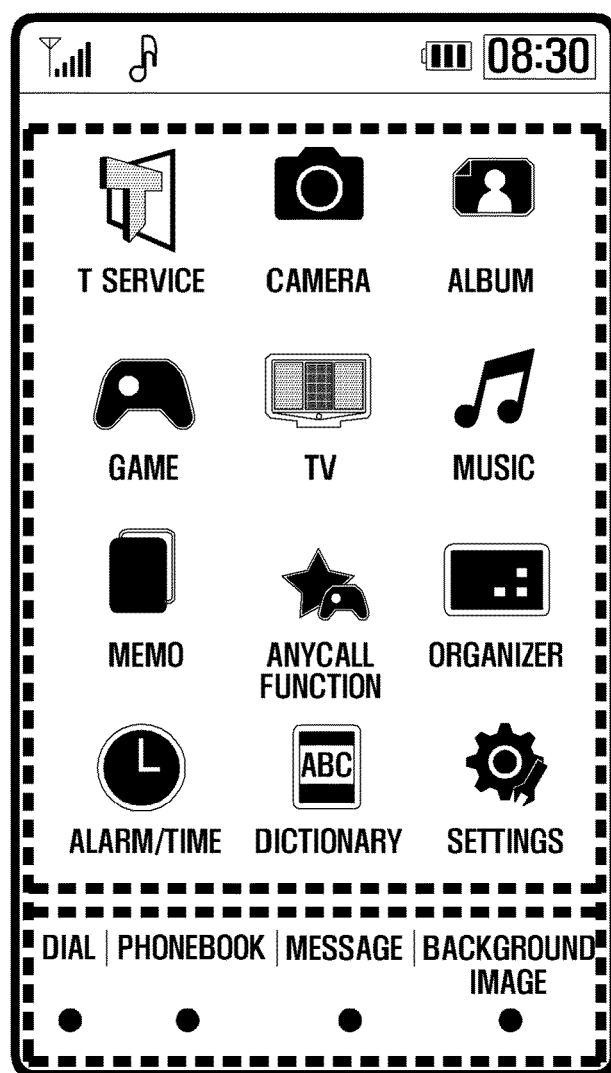 08:30
T SERVICE CAMERA ALBUM
GAME TV MUSIC
MEMO ANYCALL FUNCTION ORGANIZER
ABC
ALARM/TIME DICTIONARY SETTINGS
DIAL PHONEBOOK MESSAGE BACKGROUND IMAGE